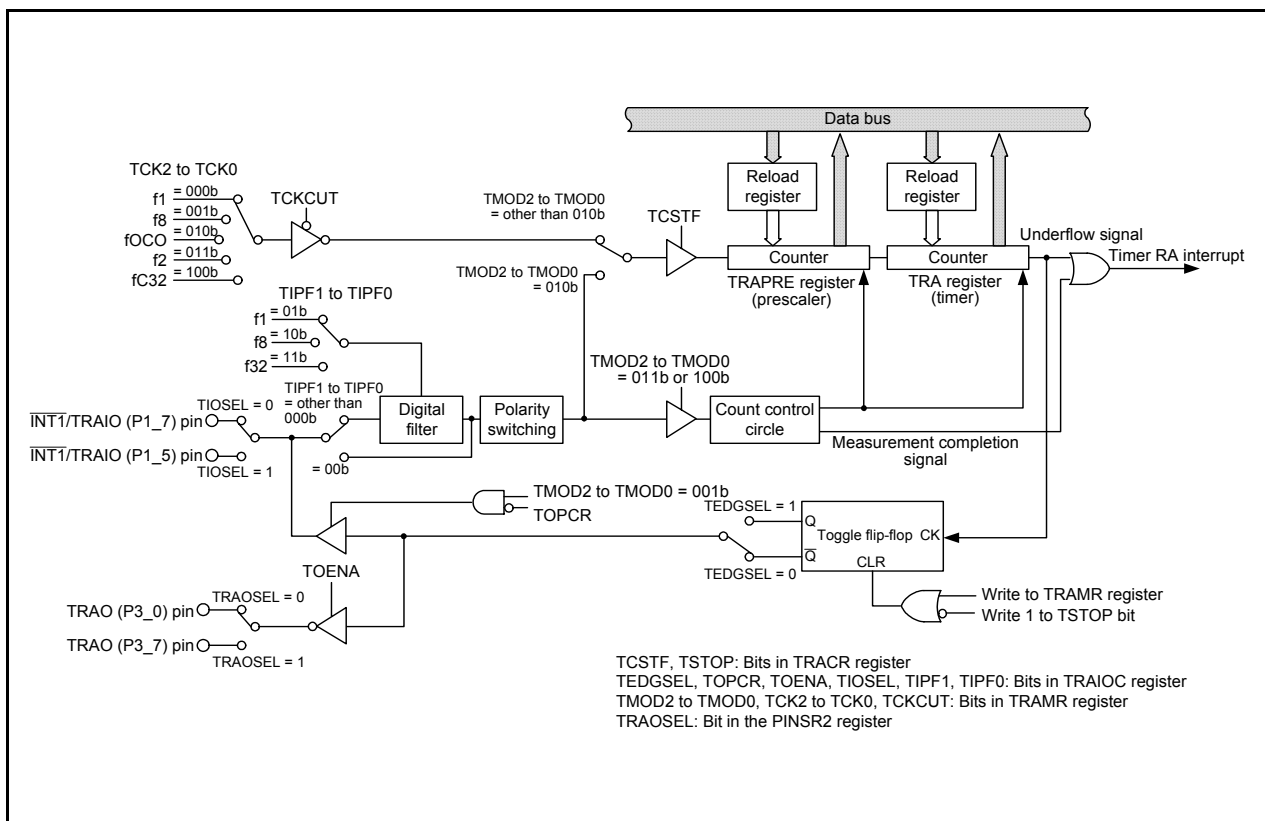 Data bus
TCK2 to TCK0
f1
= 000b
f8
= 001b
fOCO
= 010b
f2
= 011b
fC32
= 100b
TCKCUT
TMOD2 to TMOD0
= other than 010b
TCSTF
Reload
register
Reload
register
Counter
TRAPRE register
(prescaler)
Counter
TRA register
(timer)
Underflow signal
Timer RA interrupt
TMOD2 to TMOD0
= 010b
TIPF1 to TIPF0
f1
= 01b
f8
= 10b
f32
= 11b
TMOD2 to TMOD0
= 011b or 100b
INT1/TRAIO (P1_7) pin
TIOSEL = 0
TIPF1 to TIPF0
= other than
000b
Digital
filter
Polarity
switching
Count control
circle
Measurement completion
signal
INT1/TRAIO (P1_5) pin
TIOSEL = 1
= 00b
TMOD2 to TMOD0 = 001b
TOPCR
TEDGSEL = 1
Q
Toggle flip-flop
CK
Q
CLR
TEDGSEL = 0
TOENA
TRAO (P3_0) pin
TRAOSEL = 0
TRAO (P3_7) pin
TRAOSEL = 1
Write to TRAMR register
Write 1 to TSTOP bit
TCSTF, TSTOP: Bits in TRACR register
TEDGSEL, TOPCR, TOENA, TIOSEL, TIPF1, TIPF0: Bits in TRAIOC register
TMOD2 to TMOD0, TCK2 to TCK0, TCKCUT: Bits in TRAMR register
TRAOSEL: Bit in the PINSR2 register